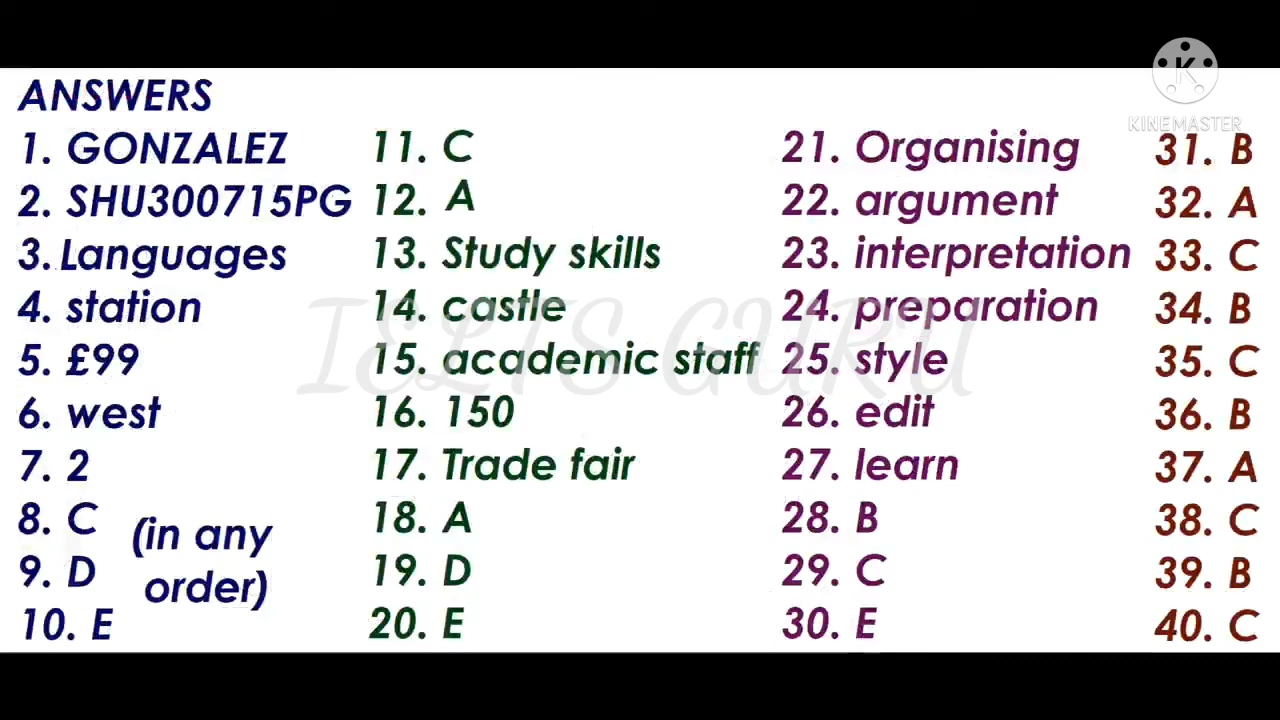 ANSWERS
1. GONZALEZ
2. SHU300715PG
3. Languages
4. station
5. £99
6. west
7. 2
8. C
9. D
10. E
(in any
order)
11. C
12. A
13. Study skills
14. castle
15. academic staff
16. 150
17. Trade fair
18. A
19. D
20. E
21. Organising
22. argument
23. interpretation
24. preparation
25. style
26. edit
27. learn
28. B
29. C
30. E
31. B
32. A
33. C
34. B
35. C
36. B
37. A
38. C
39. B
40. C
IELTS GURU
K
KINEMASTER